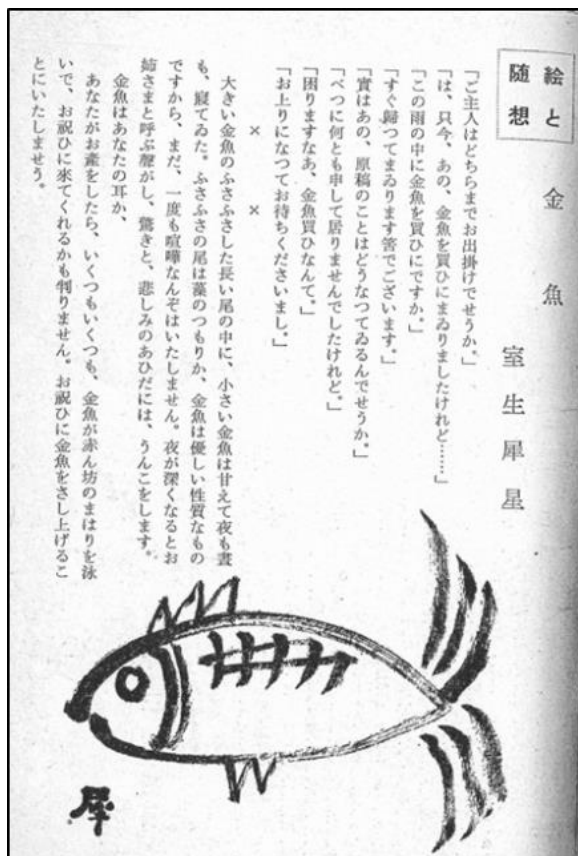 絵と
随想
金魚
室生犀星
「ご主人はどちらまでお出掛けでせうか。」
「は、只今、あの、金魚を買ひにまゐりましたけれど……」
「この雨の中に金魚を買ひにですか。」
「すぐ歸つてまゐります筈でございます。」
「實はあの、原稿のことはどうなつてゐるんでせうか。」
「べつに何とも申して居りませんでしたけれど。」
「困りますなあ、金魚買ひなんて。」
「お上りになつてお待ちくださいまし。」
× ×
大きい金魚のふさふさした長い尾の中に、小さい金魚は甘えて夜も晝
も、寢てゐた。ふさふさの尾は藻のつもりか、金魚は優しい性質なもの
ですから、まだ、一度も喧嘩なんぞはいたしません。夜が深くなるとお
姉さまと呼ぶ聲がし、驚きと、悲しみのあひだには、うんこをします。
金魚はあなたの耳か、
あなたがお產をしたら、いくつもいくつも、金魚が赤ん坊のまはりを泳
いで、お祝ひに來てくれるかも判りません。お祝ひに金魚をさし上げるこ
とにいたしませう。
犀